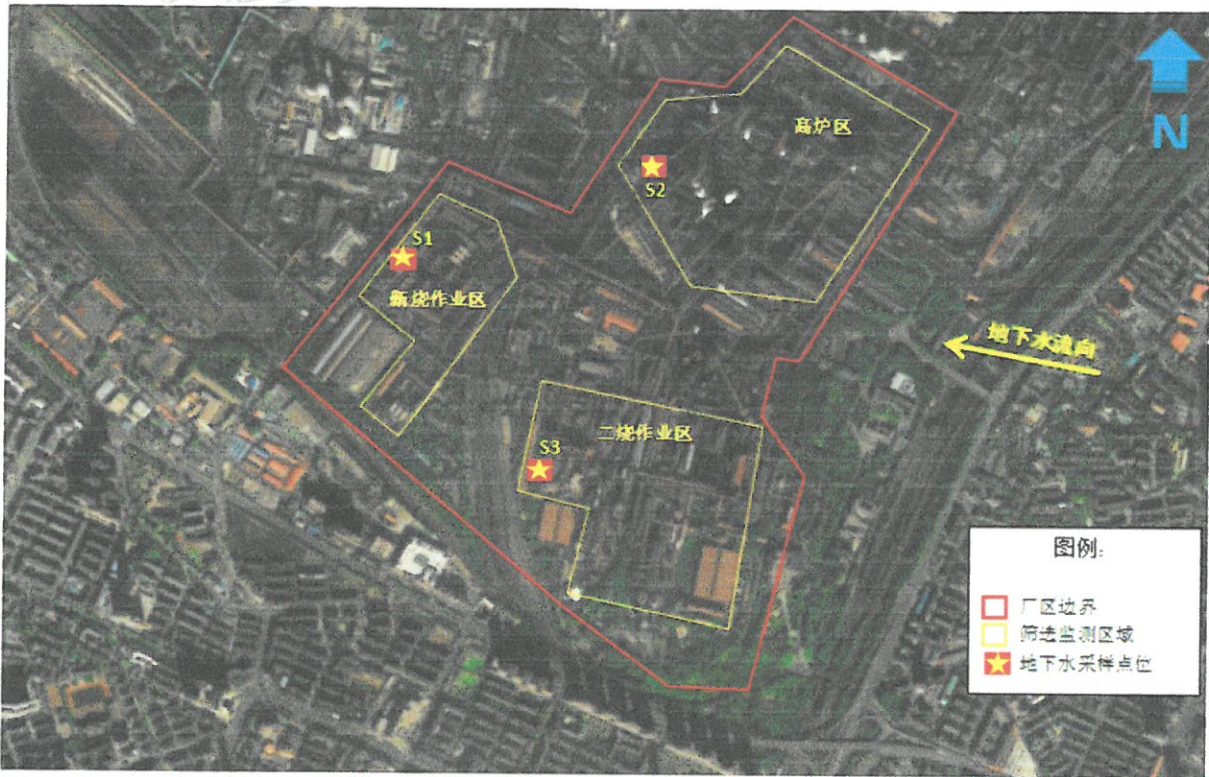 高炉区
N
S2
S1
新烧作业区
地下水流向
二烧作业区
S3
图例:
厂区边界
筛选监测区域
地下水采样点位